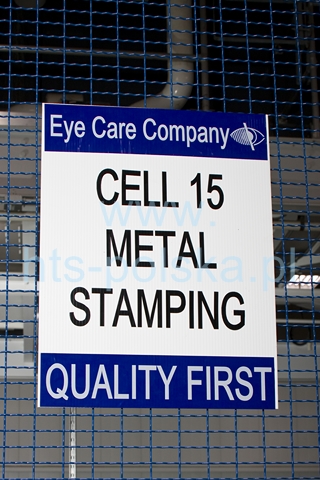 Eye Care Company
CELL 15
www.
METAL
hts-polska.pl
STAMPING
QUALITY FIRST